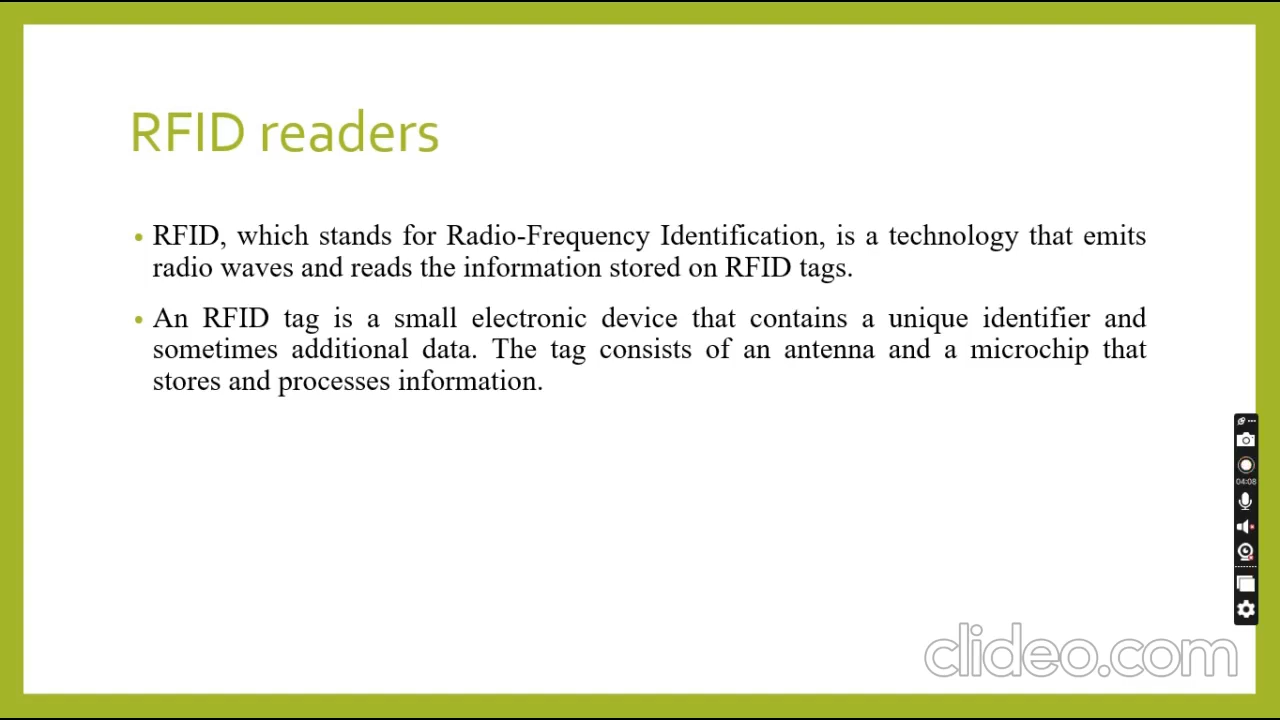 RFID readers
• RFID, which stands for Radio-Frequency Identification, is a technology that emits
radio waves and reads the information stored on RFID tags.
• An RFID tag is a small electronic device that contains a unique identifier and
sometimes additional data. The tag consists of an antenna and a microchip that
stores and processes information.
04:08
clideo.com